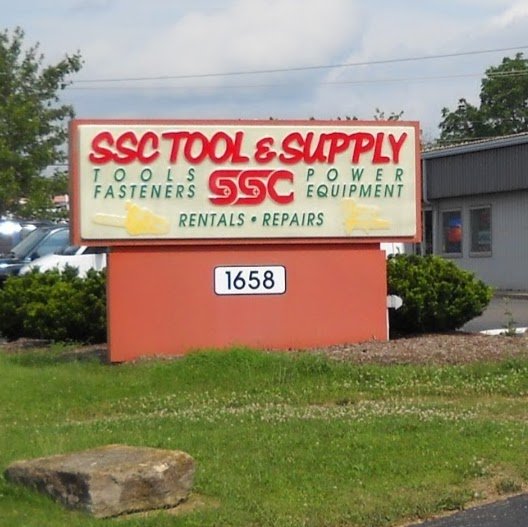 SSC TOOL & SUPPLY
TOOLS SSC POWER
FASTENERS EQUIPMENT
RENTALS • REPAIRS
1658